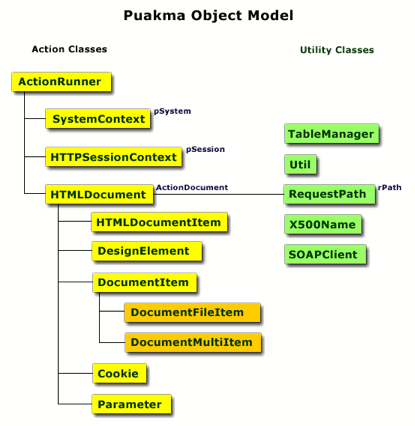 Puakma Object Model
Action Classes
Utility Classes
ActionRunner
SystemContext
pSystem
HTTPSessionContext
pSession
HTMLDocument
ActionDocument
HTMLDocumentItem
DesignElement
DocumentItem
DocumentFileItem
DocumentMultiItem
Cookie
Parameter
TableManager
Util
RequestPath
rPath
X500Name
SOAPClient